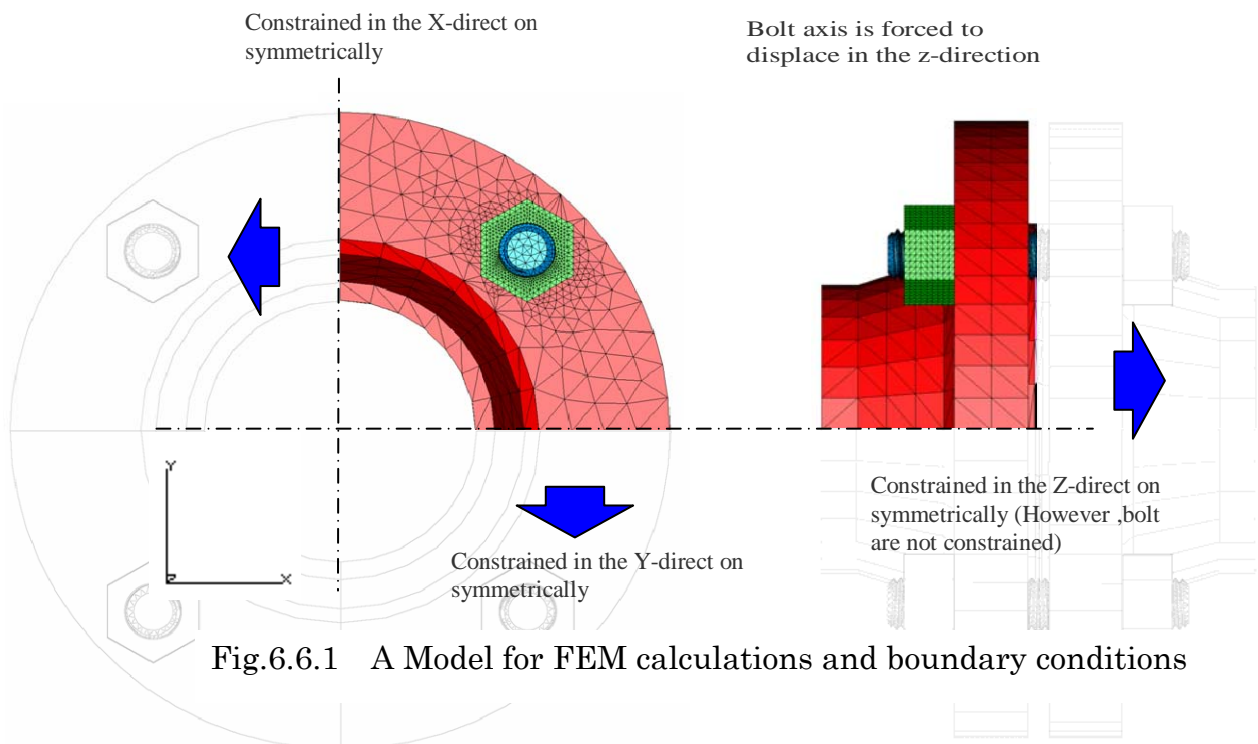 Constrained in the X-direct on
symmetrically
Bolt axis is forced to
displace in the z-direction
Constrained in the Z-direct on
symmetrically (However ,bolt
are not constrained)
Constrained in the Y-direct on
symmetrically
Y
X
Fig.6.6.1 A Model for FEM calculations and boundary conditions